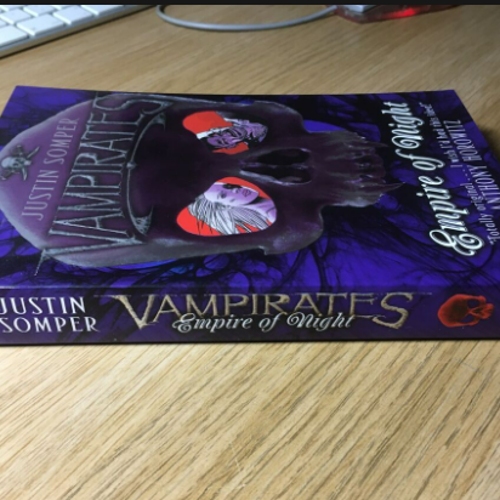 JUSTIN SOMPER
VAMPIRATES
Empire of Night
'Totally original . . . wish I'd had this idea'
ANTHONY HOROWITZ
JUSTIN
SOMPER
VAMPIRATES
Empire of Night